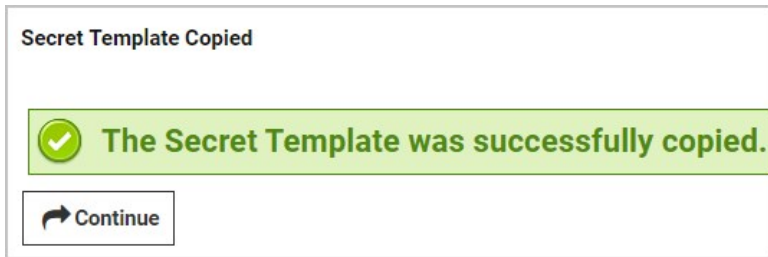 Secret Template Copied
The Secret Template was successfully copied.
Continue